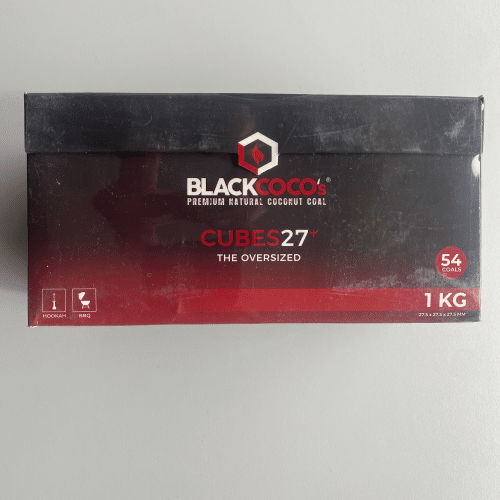 BLACKCOCO's®
PREMIUM NATURAL COCONUT COAL
CUBES27+
THE OVERSIZED
54
COALS
HOOKAH
BBQ
1 KG
27.5 x 27.5 x 27.5 MM